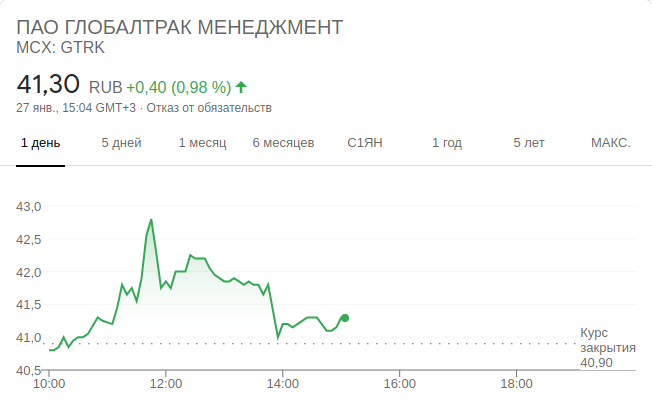 ПАО ГЛОБАЛТРАК МЕНЕДЖМЕНТ
MCX: GTRK
41,30 RUB +0,40 (0,98 %)
27 янв., 15:04 GMT+3 · Отказ от обязательств
1 день 5 дней 1 месяц 6 месяцев С1ЯН 1 год 5 лет МАКС.
43,0
42,5
42,0
41,5
41,0
40,5
Курс
закрытия
40,90
10:00 12:00 14:00 16:00 18:00